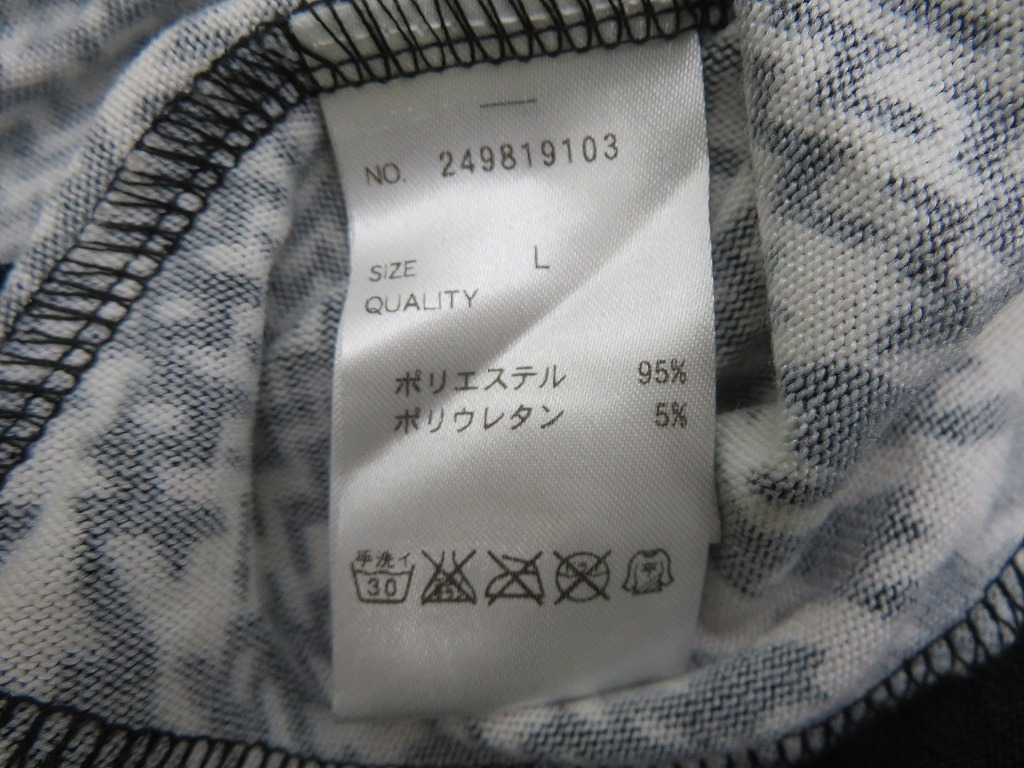 NO. 249819103
SIZE L
QUALITY
ポリエステル 95%
ポリウレタン 5%
手洗イ
30